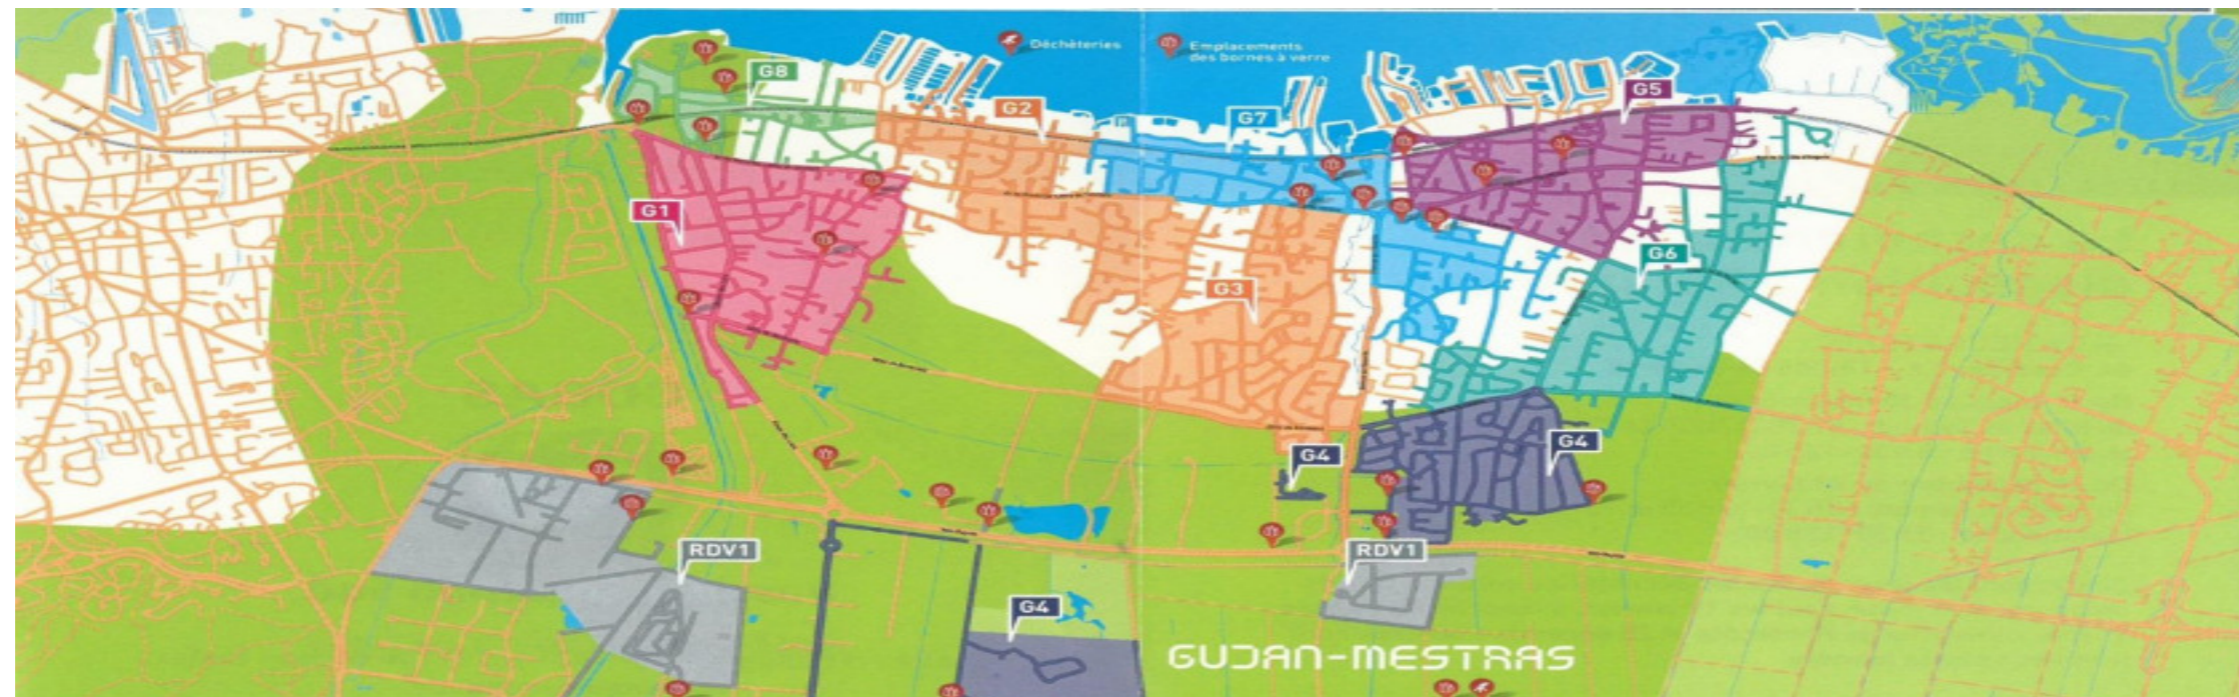 Déchèteries
Emplacements
des bornes à verre
G8
G2
G7
G5
G1
G6
G3
G4
G4
RDV1
RDV1
G4
GUJAN-MESTRAS